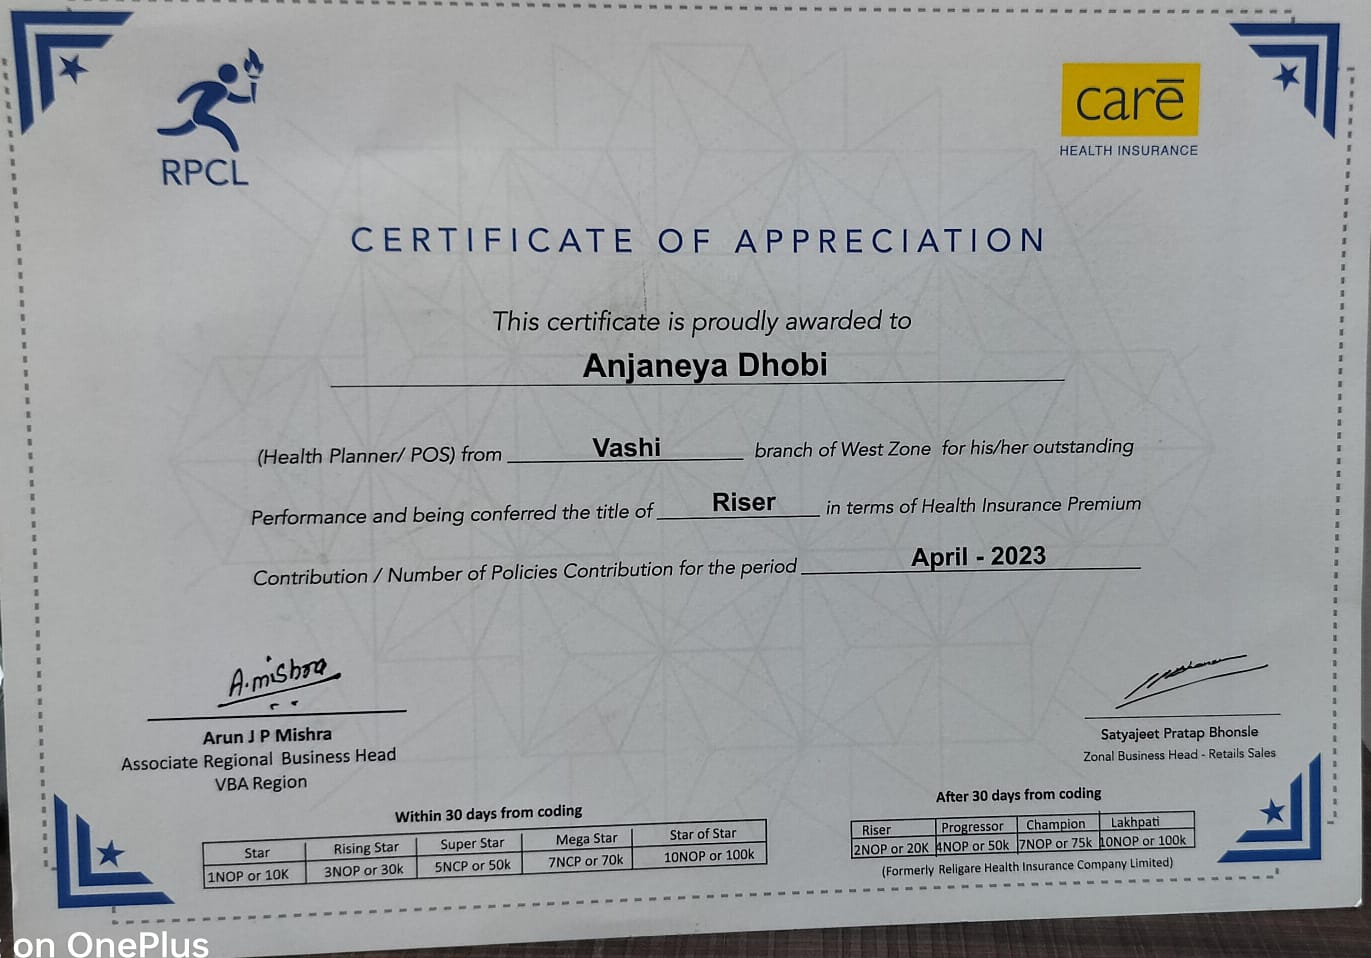 RPCL
carē
HEALTH INSURANCE
CERTIFICATE OF APPRECIATION
This certificate is proudly awarded to
Anjaneya Dhobi
(Health Planner/ POS) from Vashi branch of West Zone for his/her outstanding
Performance and being conferred the title of Riser in terms of Health Insurance Premium
Contribution / Number of Policies Contribution for the period April - 2023
A.mishra
Arun J P Mishra
Associate Regional Business Head
VBA Region
Satyajeet Pratap Bhonsle
Zonal Business Head - Retails Sales
Within 30 days from coding
Star Rising Star Super Star Mega Star Star of Star
1NOP or 10K 3NOP or 30k 5NCP or 50k 7NCP or 70k 10NOP or 100k
After 30 days from coding
Riser Progressor Champion Lakhpati
2NOP or 20K 4NOP or 50k 7NOP or 75k 10NOP or 100k
(Formerly Religare Health Insurance Company Limited)
on OnePlus